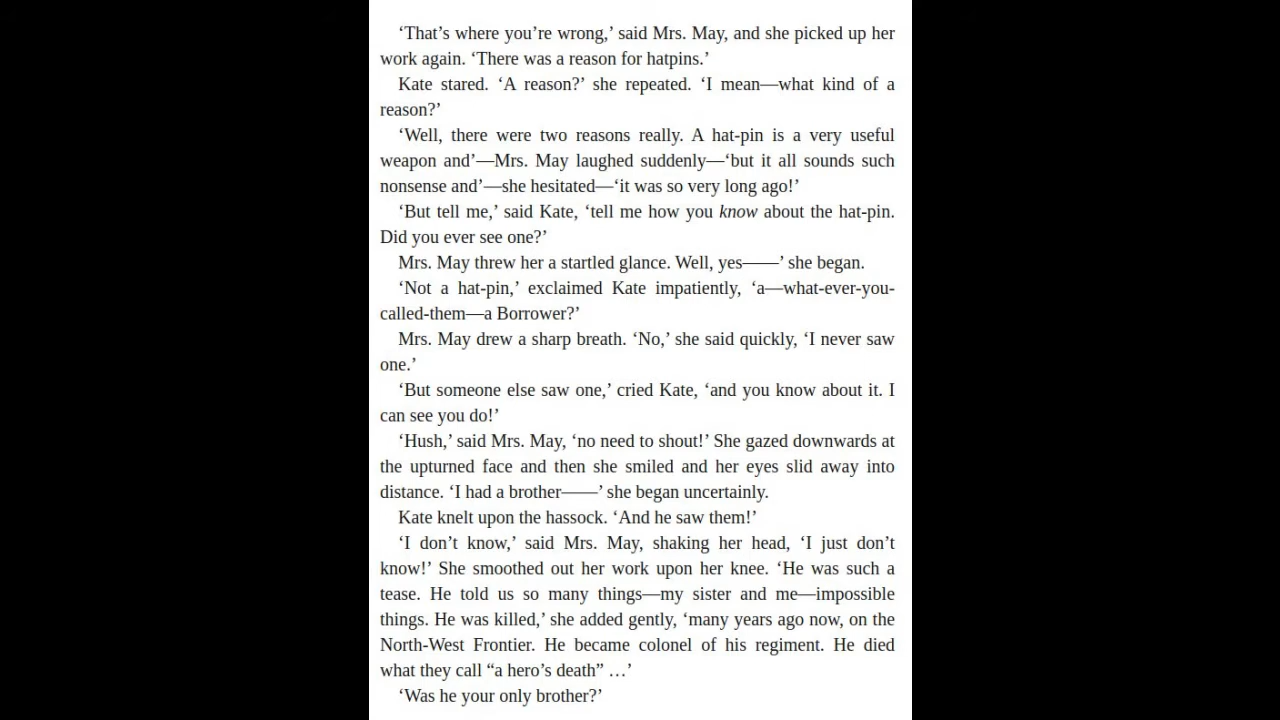 ‘That’s where you’re wrong,’ said Mrs. May, and she picked up her
work again. ‘There was a reason for hatpins.’
Kate stared. ‘A reason?’ she repeated. ‘I mean—what kind of a
reason?’
‘Well, there were two reasons really. A hat-pin is a very useful
weapon and’—Mrs. May laughed suddenly—‘but it all sounds such
nonsense and’—she hesitated—‘it was so very long ago!’
‘But tell me,’ said Kate, ‘tell me how you know about the hat-pin.
Did you ever see one?’
Mrs. May threw her a startled glance. Well, yes——’ she began.
‘Not a hat-pin,’ exclaimed Kate impatiently, ‘a—what-ever-you-
called-them—a Borrower?’
Mrs. May drew a sharp breath. ‘No,’ she said quickly, ‘I never saw
one.’
‘But someone else saw one,’ cried Kate, ‘and you know about it. I
can see you do!’
‘Hush,’ said Mrs. May, ‘no need to shout!’ She gazed downwards at
the upturned face and then she smiled and her eyes slid away into
distance. ‘I had a brother——’ she began uncertainly.
Kate knelt upon the hassock. ‘And he saw them!’
‘I don’t know,’ said Mrs. May, shaking her head, ‘I just don’t
know!’ She smoothed out her work upon her knee. ‘He was such a
tease. He told us so many things—my sister and me—impossible
things. He was killed,’ she added gently, ‘many years ago now, on the
North-West Frontier. He became colonel of his regiment. He died
what they call “a hero’s death” …’
‘Was he your only brother?’